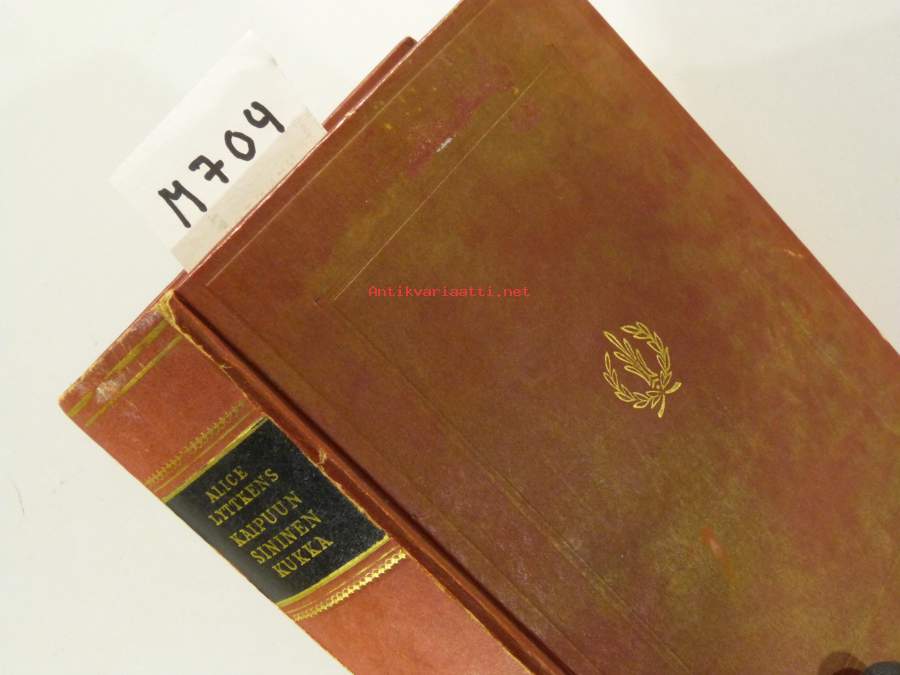 M704
Antikvariaatti.net
ALICE
LYTTKENS
KAIPUUN
SININEN
KUKKA